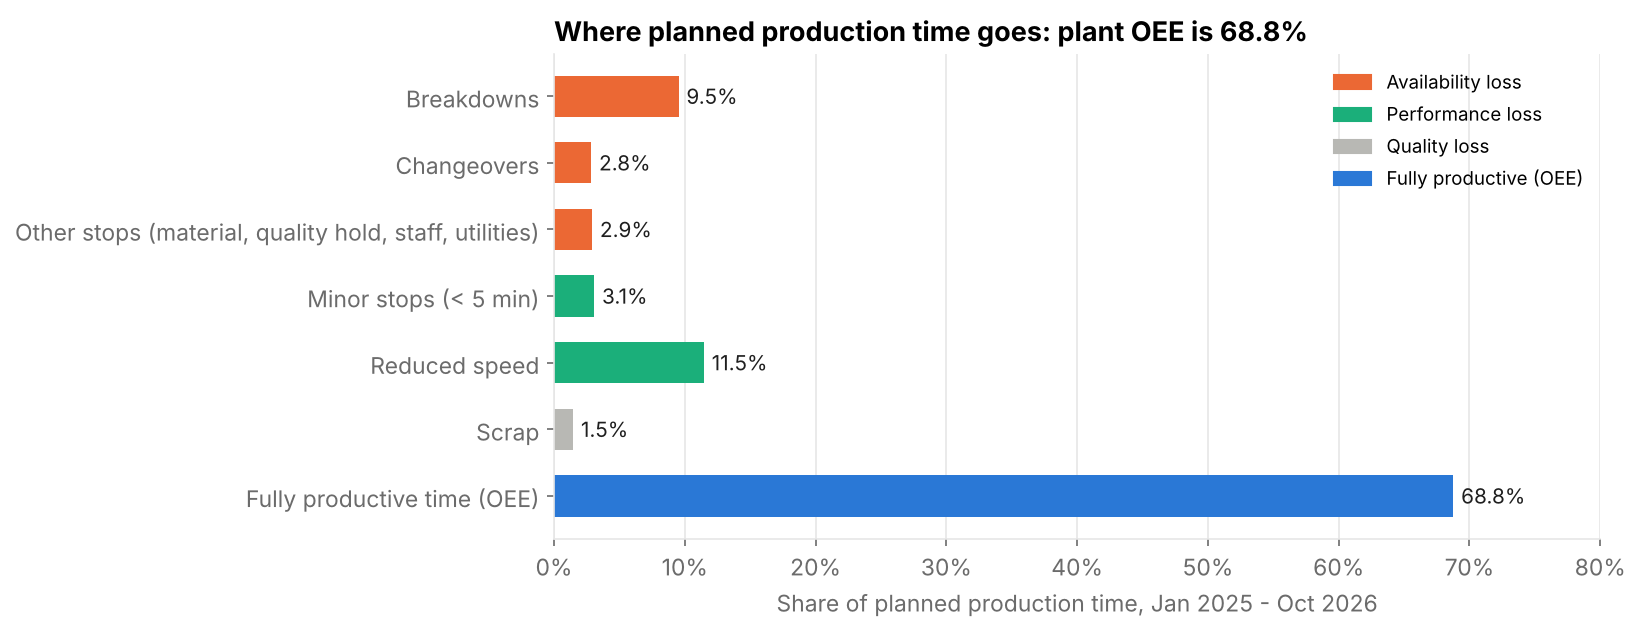 Where planned production time goes: plant OEE is 68.8%
Availability loss
Performance loss
Quality loss
Fully productive (OEE)
Breakdowns 9.5%
Changeovers 2.8%
Other stops (material, quality hold, staff, utilities) 2.9%
Minor stops (< 5 min) 3.1%
Reduced speed 11.5%
Scrap 1.5%
Fully productive time (OEE) 68.8%
0% 10% 20% 30% 40% 50% 60% 70% 80%
Share of planned production time, Jan 2025 - Oct 2026